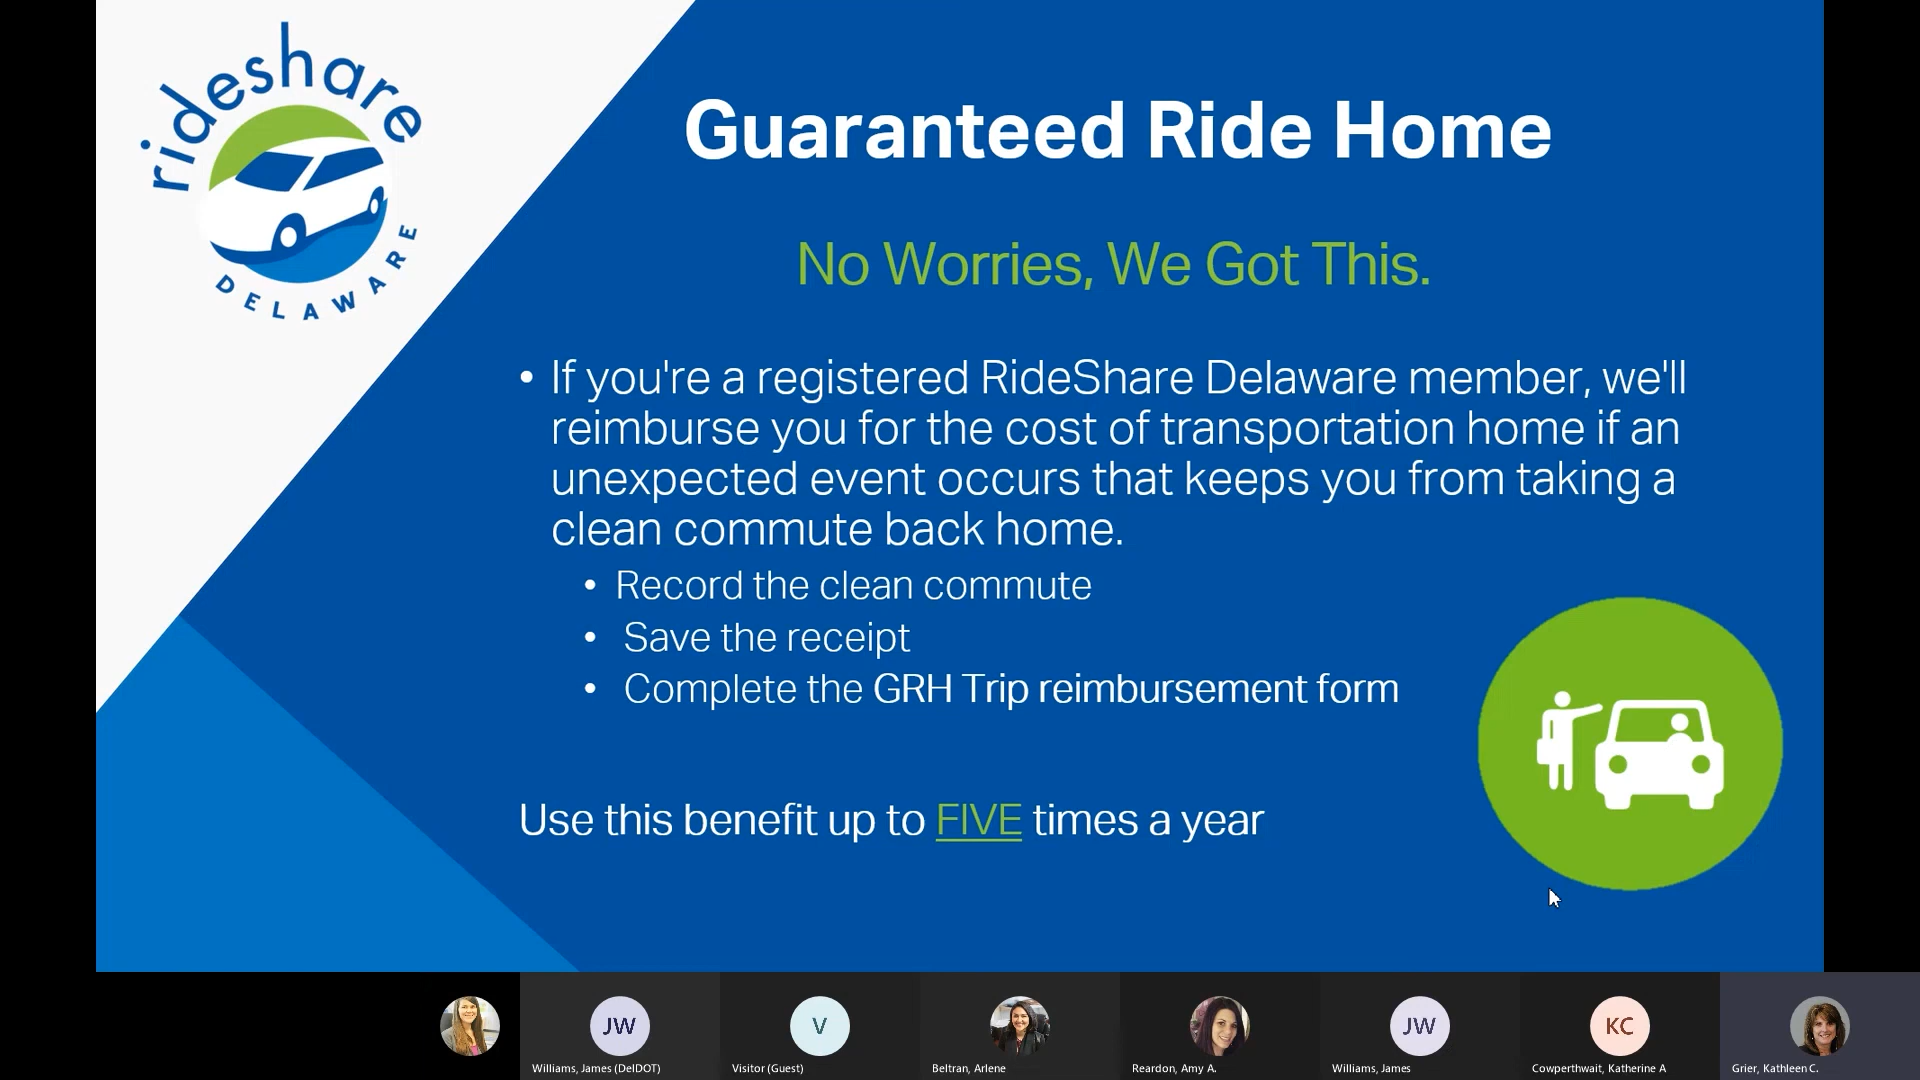 rideshare
DELAWARE
Guaranteed Ride Home
No Worries, We Got This.
• If you're a registered RideShare Delaware member, we'll
reimburse you for the cost of transportation home if an
unexpected event occurs that keeps you from taking a
clean commute back home.
• Record the clean commute
• Save the receipt
• Complete the GRH Trip reimbursement form
Use this benefit up to FIVE times a year
JW
V
JW
KC
Williams, James (DelDOT)
Visitor (Guest)
Beltran, Arlene
Reardon, Amy A.
Williams, James
Cowperthwait, Katherine A
Grier, Kathleen C.